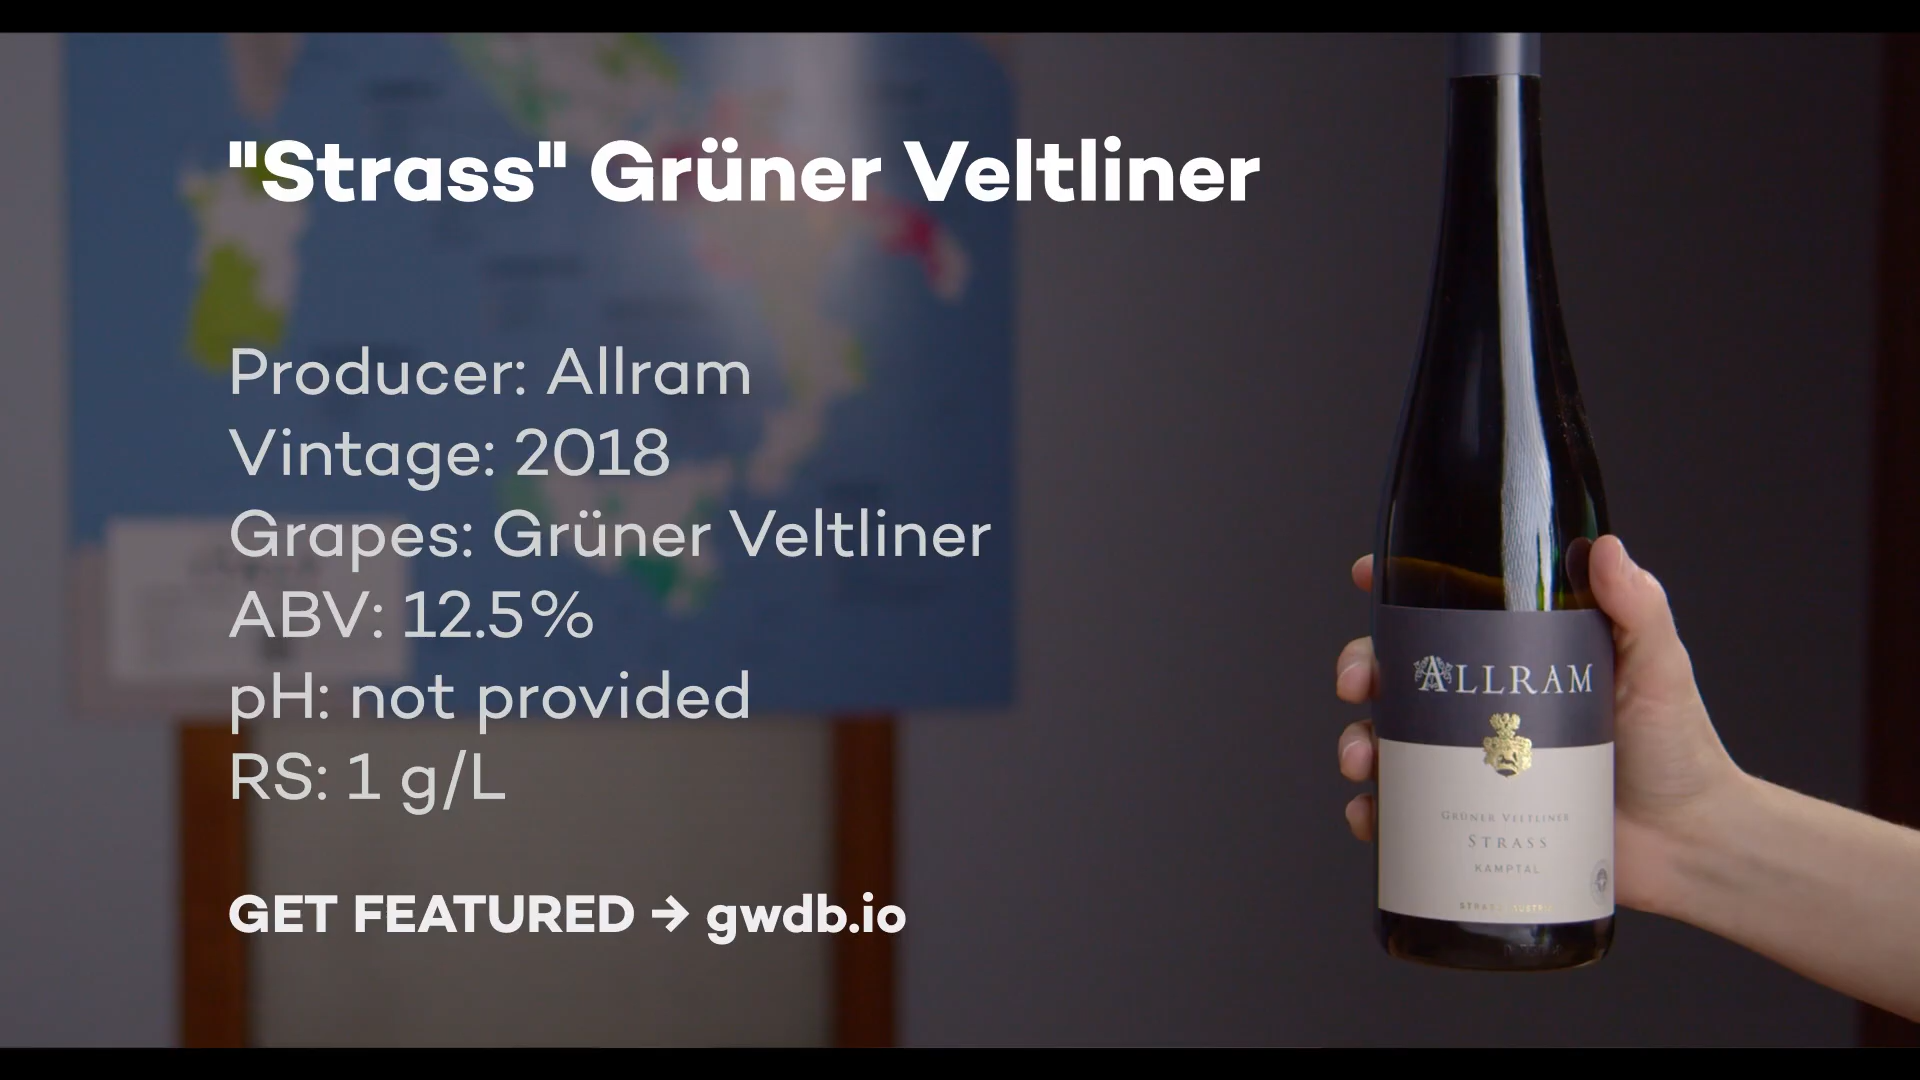 "Strass" Grüner Veltliner
Producer: Allram
Vintage: 2018
Grapes: Grüner Veltliner
ABV: 12.5%
pH: not provided
RS: 1 g/L
GET FEATURED → gwdb.io
ALLRAM
GRÜNER VELTLINER
STRASS
KAMPTAL